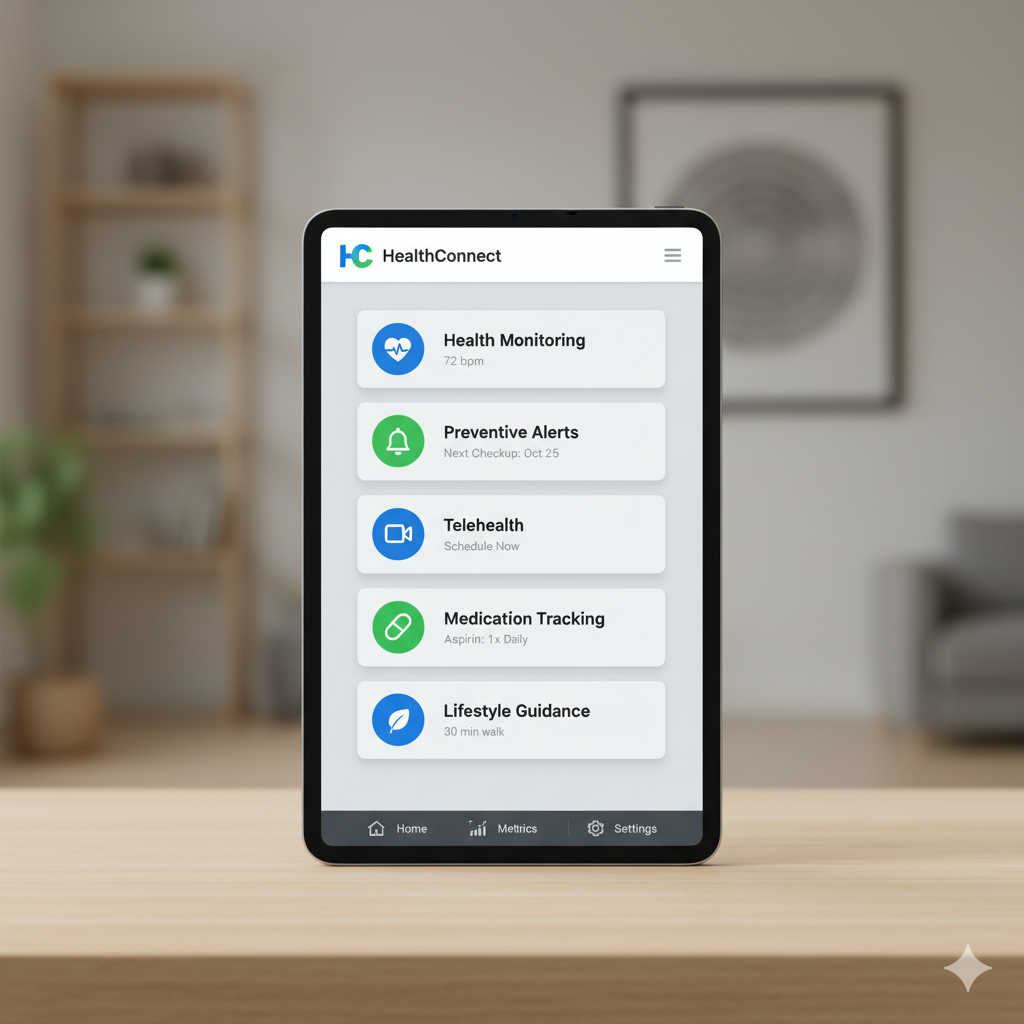 HC HealthConnect
Health Monitoring
72 bpm
Preventive Alerts
Next Checkup: Oct 25
Telehealth
Schedule Now
Medication Tracking
Aspirin: 1x Daily
Lifestyle Guidance
30 min walk
Home Mettrics Settings